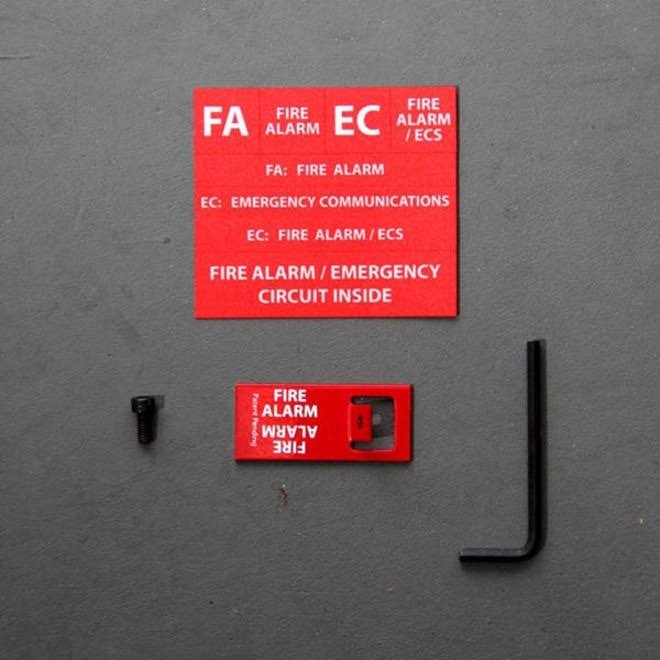 FA
FIRE
ALARM
EC
FIRE
ALARM
/ ECS
FA: FIRE ALARM
EC: EMERGENCY COMMUNICATIONS
EC: FIRE ALARM / ECS
FIRE ALARM / EMERGENCY
CIRCUIT INSIDE
Patent Pending
FIRE
ALARM
FIRE
ALARM